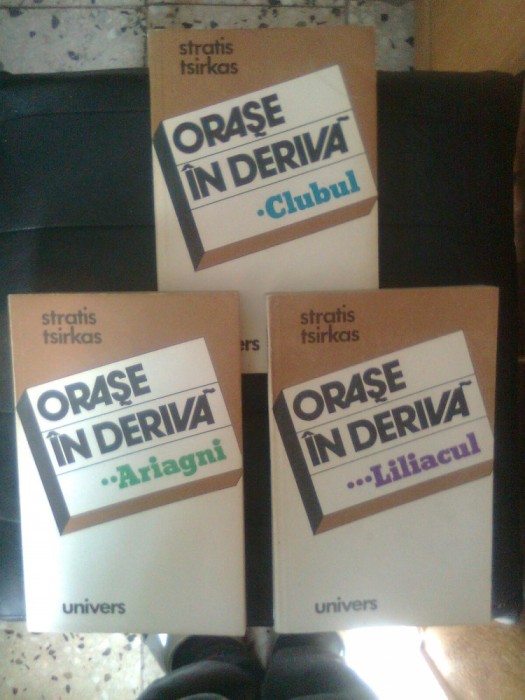 stratis
tsirkas
ORAȘE
ÎN DERIVĂ
.Clubul
ers
stratis
tsirkas
ORAȘE
ÎN DERIVĂ
..Ariagni
univers
stratis
tsirkas
ORAȘE
ÎN DERIVĂ
...Liliacul
univers